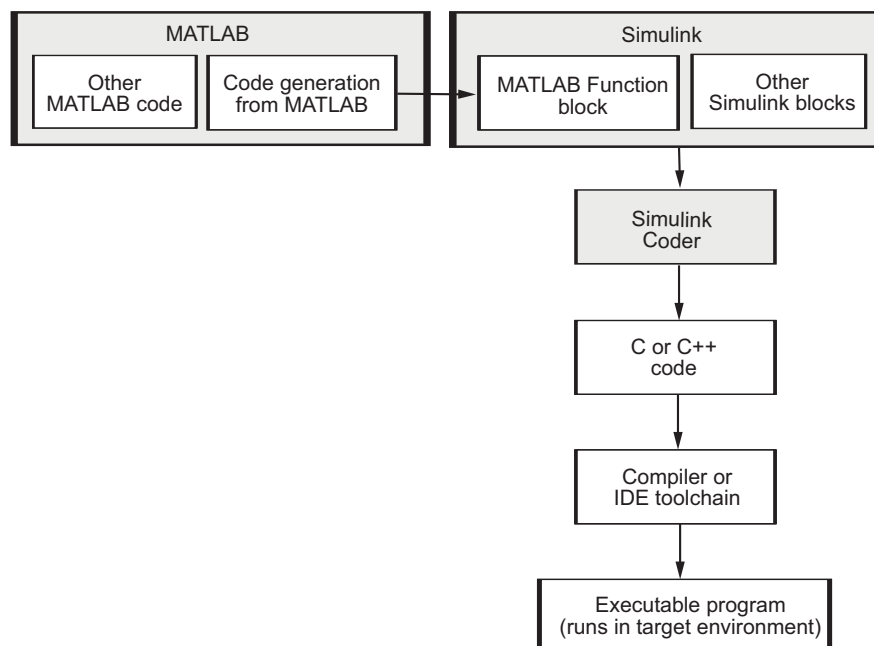 MATLAB
Other
MATLAB code
Code generation
from MATLAB
Simulink
MATLAB Function
block
Other
Simulink blocks
Simulink
Coder
C or C++
code
Compiler or
IDE toolchain
Executable program
(runs in target environment)